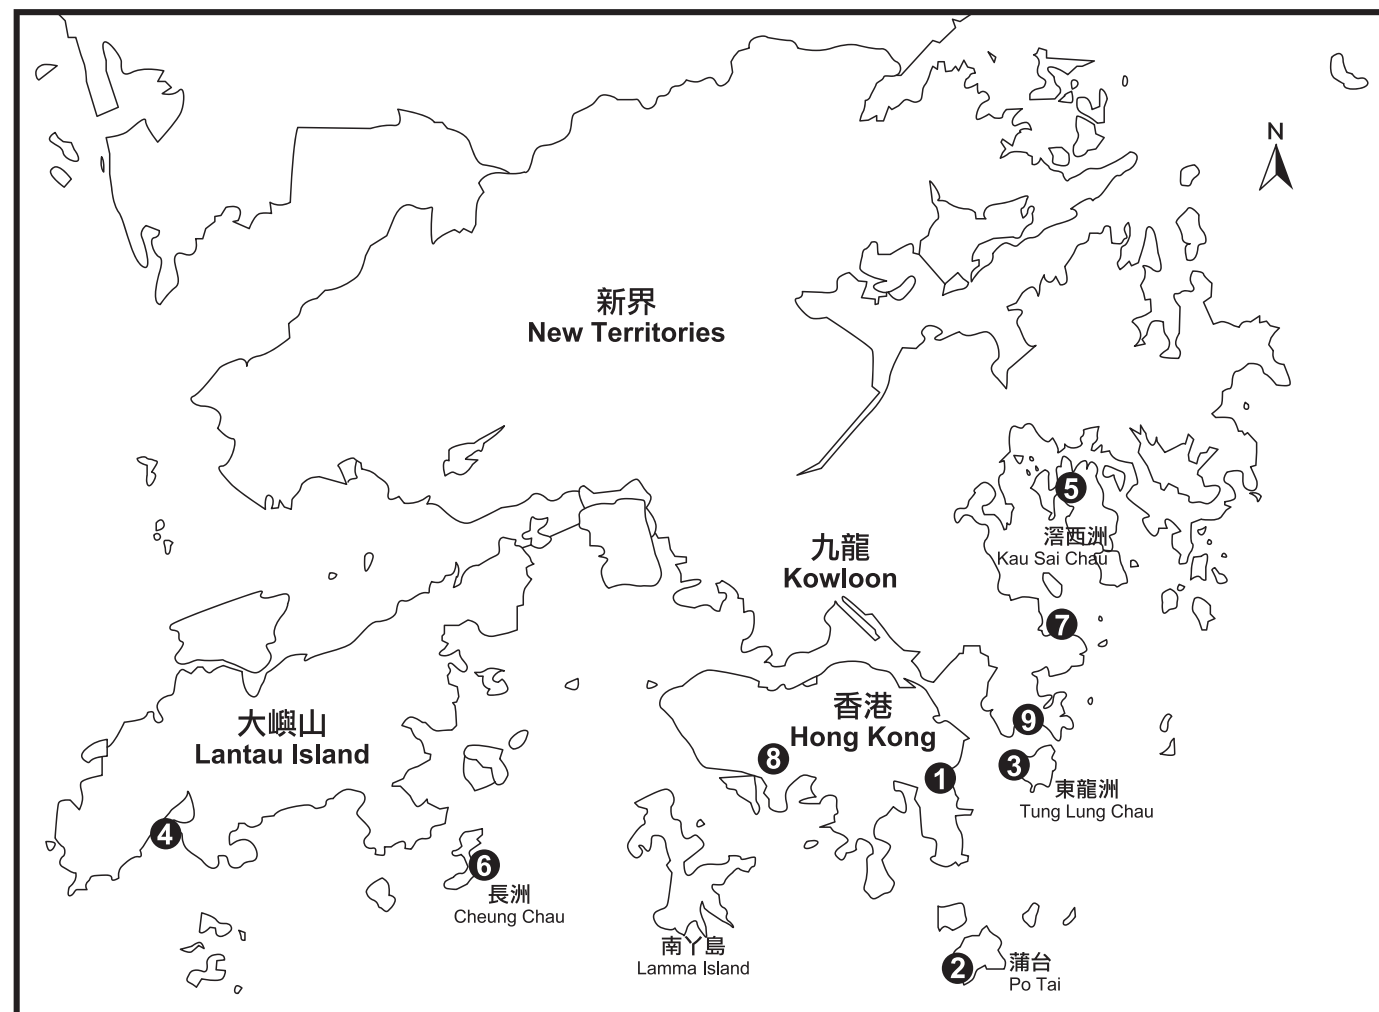 N
新界
New Territories
5
滘西洲
Kau Sai Chau
九龍
Kowloon
7
香港
Hong Kong
9
8
1
3
東龍洲
Tung Lung Chau
大嶼山
Lantau Island
4
6
長洲
Cheung Chau
南丫島
Lamma Island
2
蒲台
Po Tai